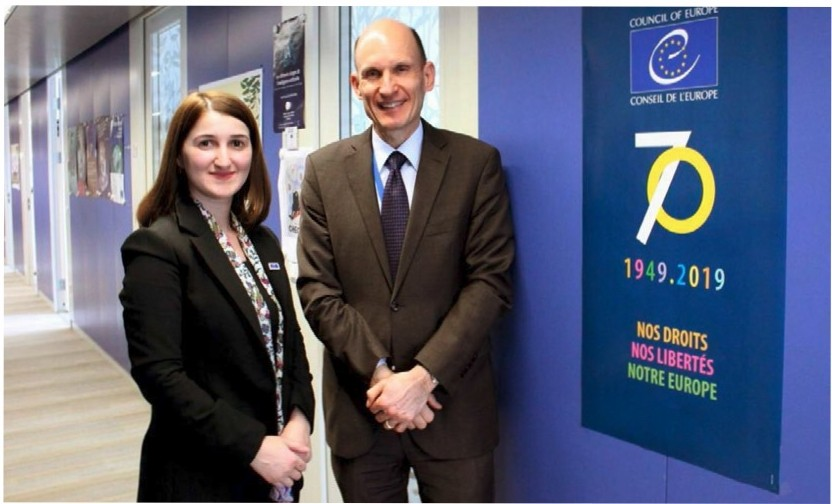 COUNCIL OF EUROPE
CONSEIL DE L'EUROPE
70
1949.2019
NOS DROITS
NOS LIBERTÉS
NOTRE EUROPE